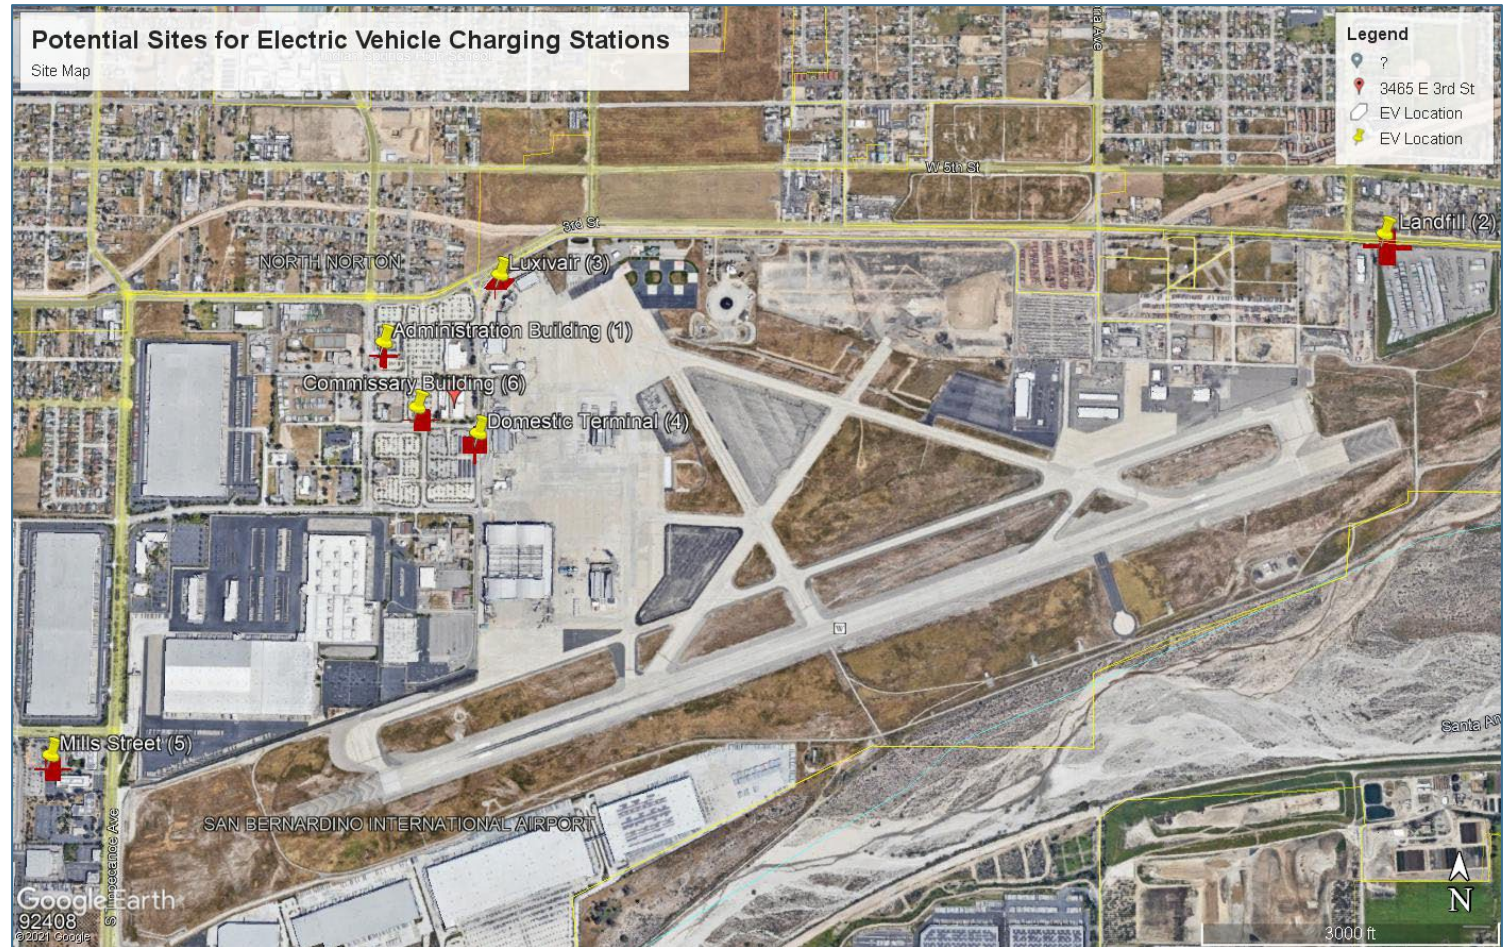 Potential Sites for Electric Vehicle Charging Stations
Site Map
Legend
?
3465 E 3rd St
EV Location
EV Location
W 5th St
3rd St
Landfill (2)
NORTH NORTON
Luxivair (3)
Administration Building (1)
Commissary Building (6)
Domestic Terminal (4)
W
Santa An
Mills Street (5)
SAN BERNARDINO INTERNATIONAL AIRPORT
Google Earth
92408
©2021 Google
N
3000 ft